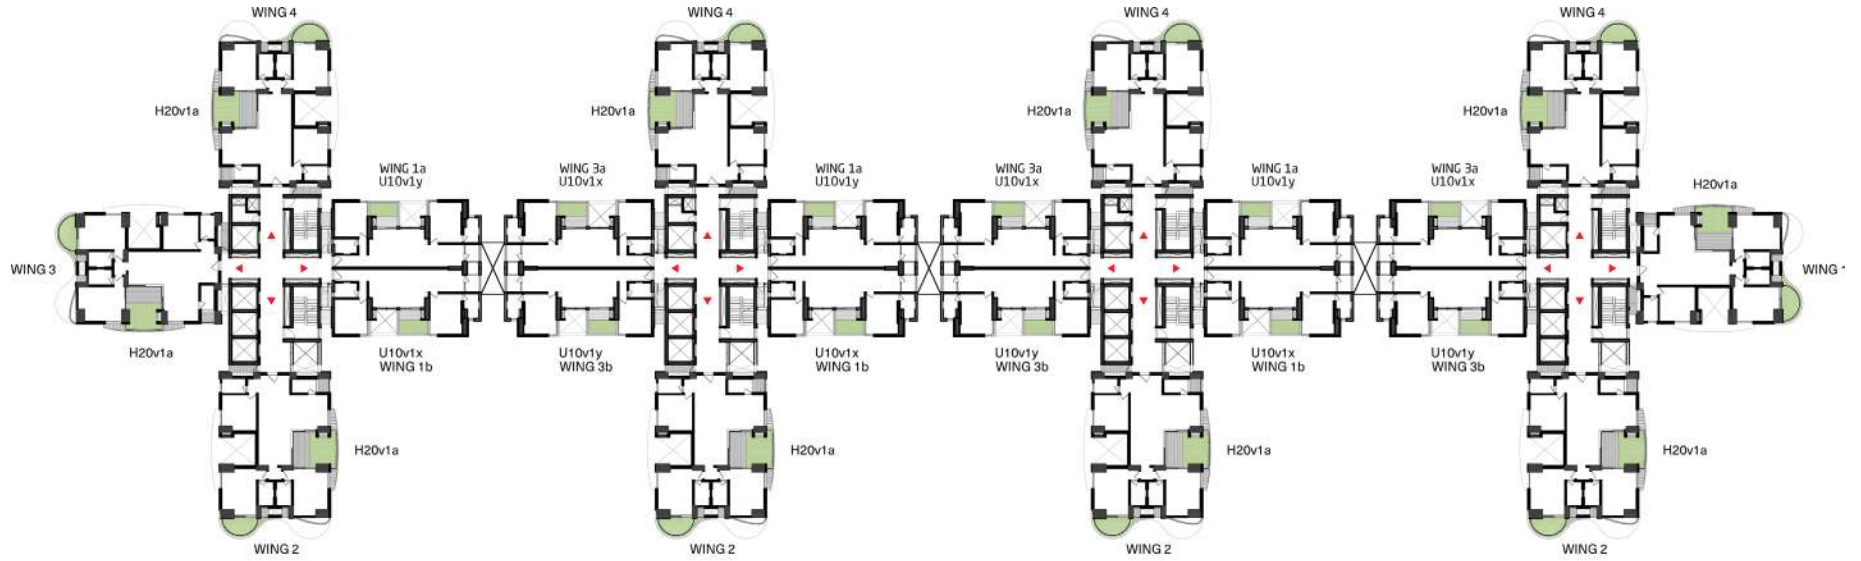 WING 4
WING 4
WING 4
WING 4
H20v1a
H20v1a
H20v1a
H20v1a
WING 1a
U10v1y
WING 3a
U10v1x
WING 1a
U10v1y
WING 3a
U10v1x
WING 1a
U10v1y
WING 3a
U10v1x
H20v1a
WING 3
WING 1
H20v1a
U10v1x
WING 1b
U10v1y
WING 3b
U10v1x
WING 1b
U10v1y
WING 3b
U10v1x
WING 1b
U10v1y
WING 3b
H20v1a
H20v1a
H20v1a
H20v1a
WING 2
WING 2
WING 2
WING 2